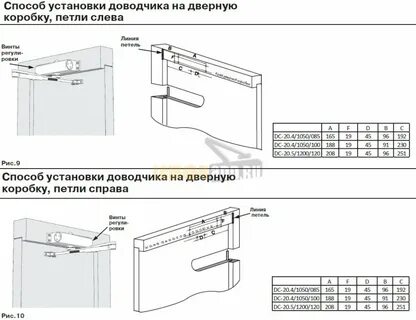 Способ установки доводчика на дверную
коробку, петли слева
Винты
регули-
ровки
Линия
петель
A B
F
C
D
A F D B C
DC-20.4/1050/085 165 19 45 96 192
DC-20.4/1050/100 188 19 45 91 230
DC-20.5/1200/120 208 19 45 96 251
Рис.9
Способ установки доводчика на дверную
коробку, петли справа
Винты
регули-
ровки
Линия
петель
A F D B C
DC-20.4/1050/085 165 19 45 96 192
DC-20.4/1050/100 188 19 45 91 230
DC-20.5/1200/120 208 19 45 96 251
Рис.10